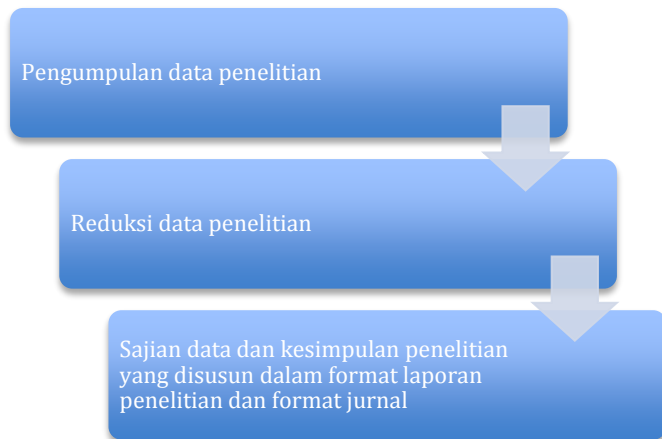 Pengumpulan data penelitian
Reduksi data penelitian
Sajian data dan kesimpulan penelitian
yang disusun dalam format laporan
penelitian dan format jurnal